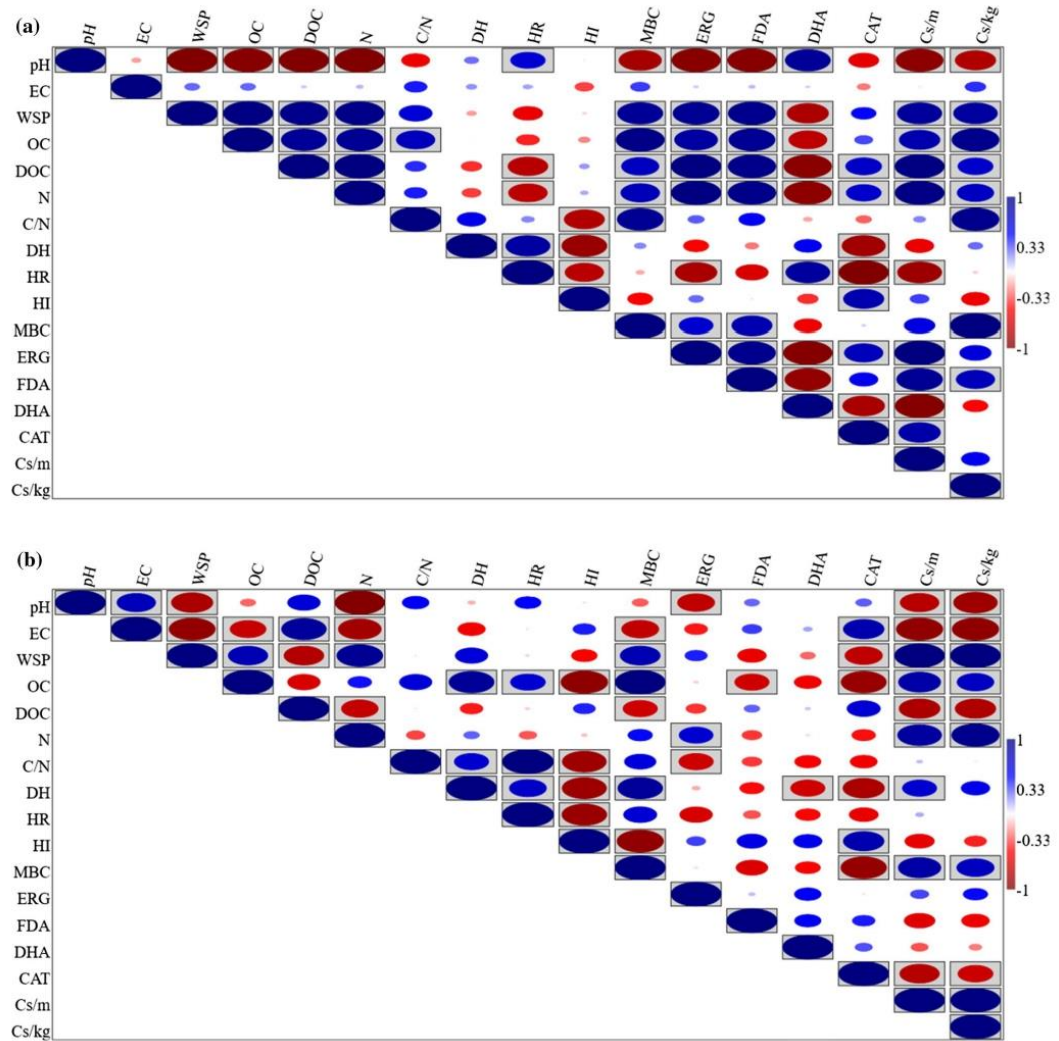 (a)
pH EC WSP OC DOC N C/N DH HR HI MBC ERG FDA DHA CAT Cs/m Cs/kg
pH
EC
WSP
OC
DOC
N
C/N
DH
HR
HI
MBC
ERG
FDA
DHA
CAT
Cs/m
Cs/kg
1
0.33
-0.33
-1
(b)
pH EC WSP OC DOC N C/N DH HR HI MBC ERG FDA DHA CAT Cs/m Cs/kg
pH
EC
WSP
OC
DOC
N
C/N
DH
HR
HI
MBC
ERG
FDA
DHA
CAT
Cs/m
Cs/kg
1
0.33
-0.33
-1